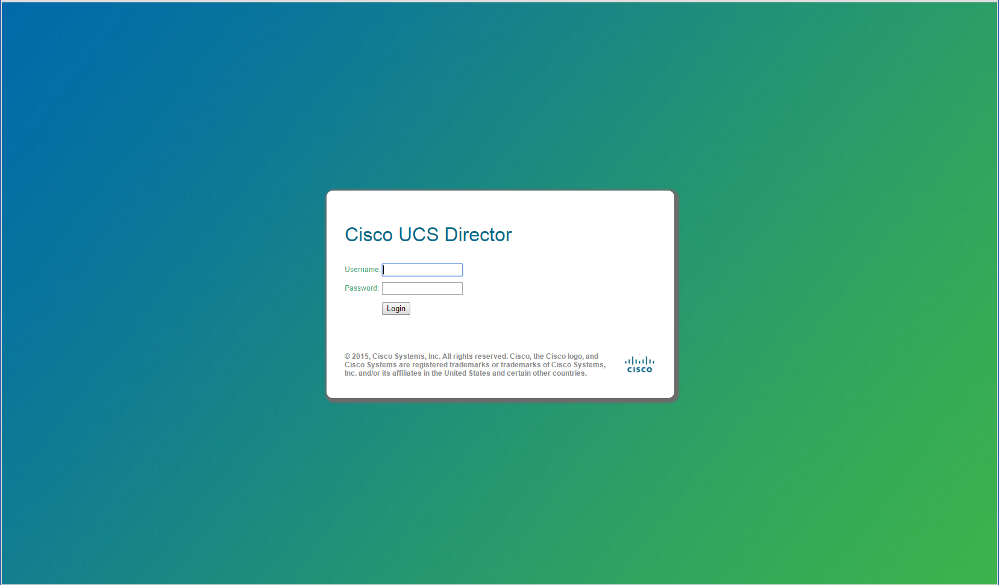 Cisco UCS Director
Username:
Password:
Login
© 2015, Cisco Systems, Inc. All rights reserved. Cisco, the Cisco logo, and
Cisco Systems are registered trademarks or trademarks of Cisco Systems,
Inc. and/or its affiliates in the United States and certain other countries.
CISCO